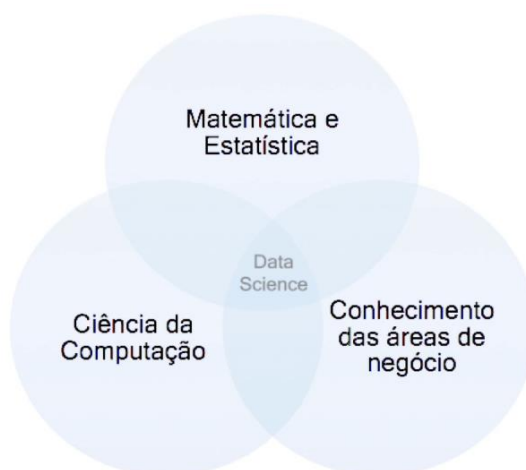 Matemática e
Estatística
Data
Science
Ciência da
Computação
Conhecimento
das áreas de
negócio